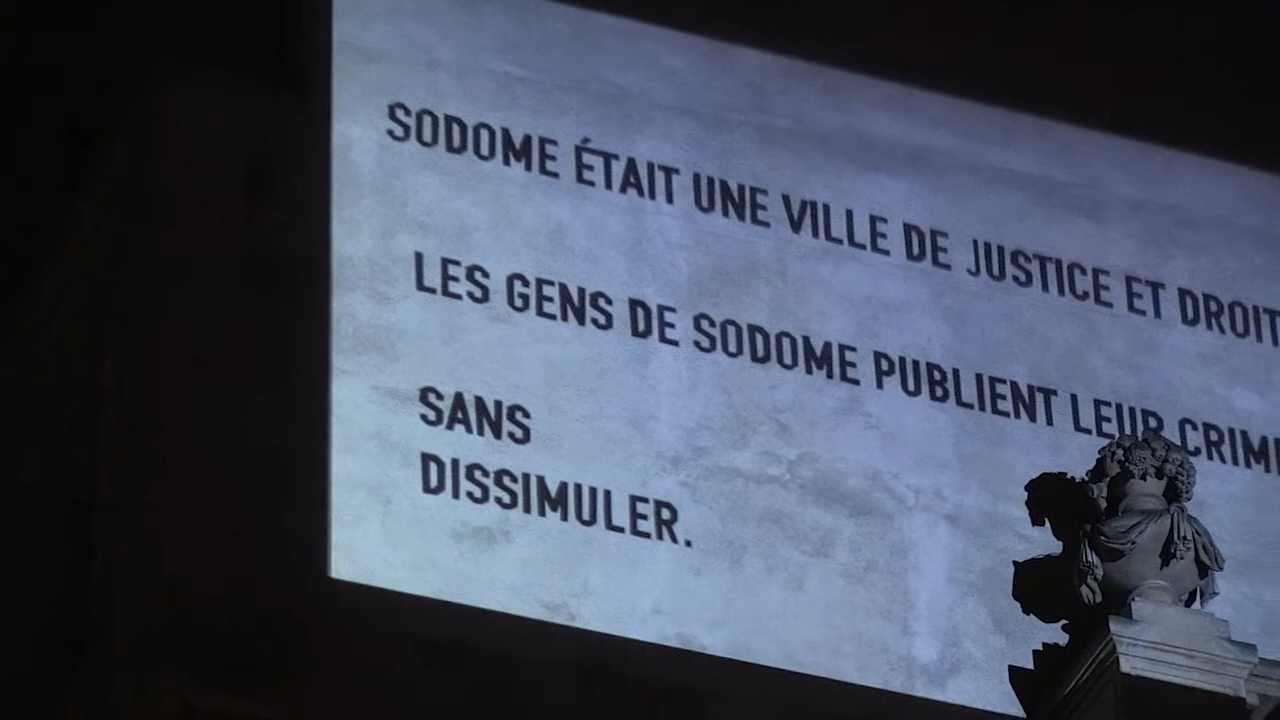 SODOME ÉTAIT UNE VILLE DE JUSTICE ET DROIT
LES GENS DE SODOME PUBLIENT LEUR
SANS
DISSIMULER.